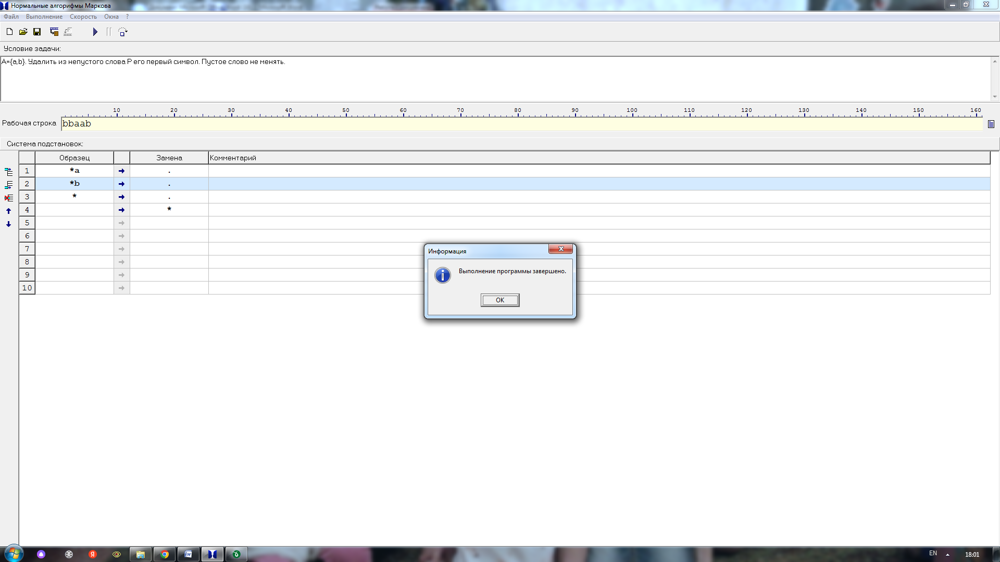 Нормальные алгорифмы Маркова
Файл Выполнение Скорость Окна ?
Условие задачи:
A={a,b}. Удалить из непустого слова P его первый символ. Пустое слово не менять.
10 20 30 40 50 60 70 80 90 100 110 120 130 140 150 160
Рабочая строка bbaab
Система подстановок:
Образец Замена Комментарий
1 *a → .
2 *b → .
3 * → .
4 → *
5 →
6 →
7 →
8 →
9 →
10 →
Информация
Выполнение программы завершено.
OK
EN 18:01